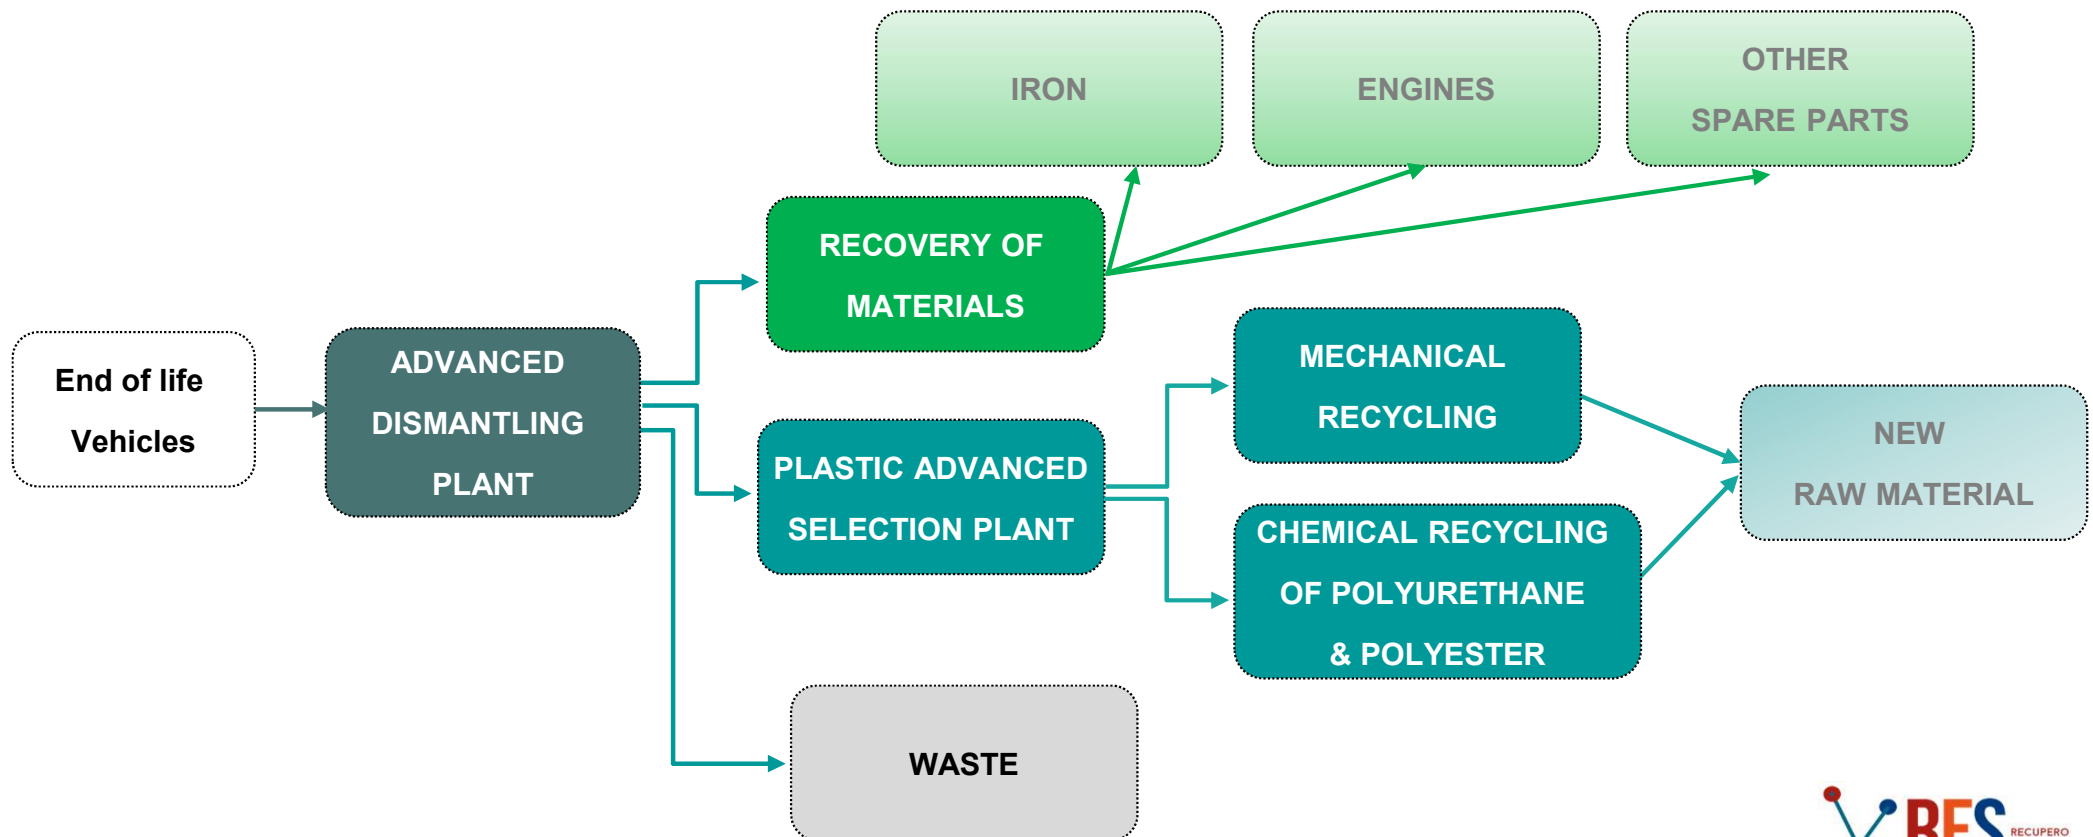 IRON
ENGINES
OTHER
SPARE PARTS
RECOVERY OF
MATERIALS
End of life
Vehicles
ADVANCED
DISMANTLING
PLANT
MECHANICAL
RECYCLING
PLASTIC ADVANCED
SELECTION PLANT
NEW
RAW MATERIAL
CHEMICAL RECYCLING
OF POLYURETHANE
& POLYESTER
WASTE
RES
RECUPERO